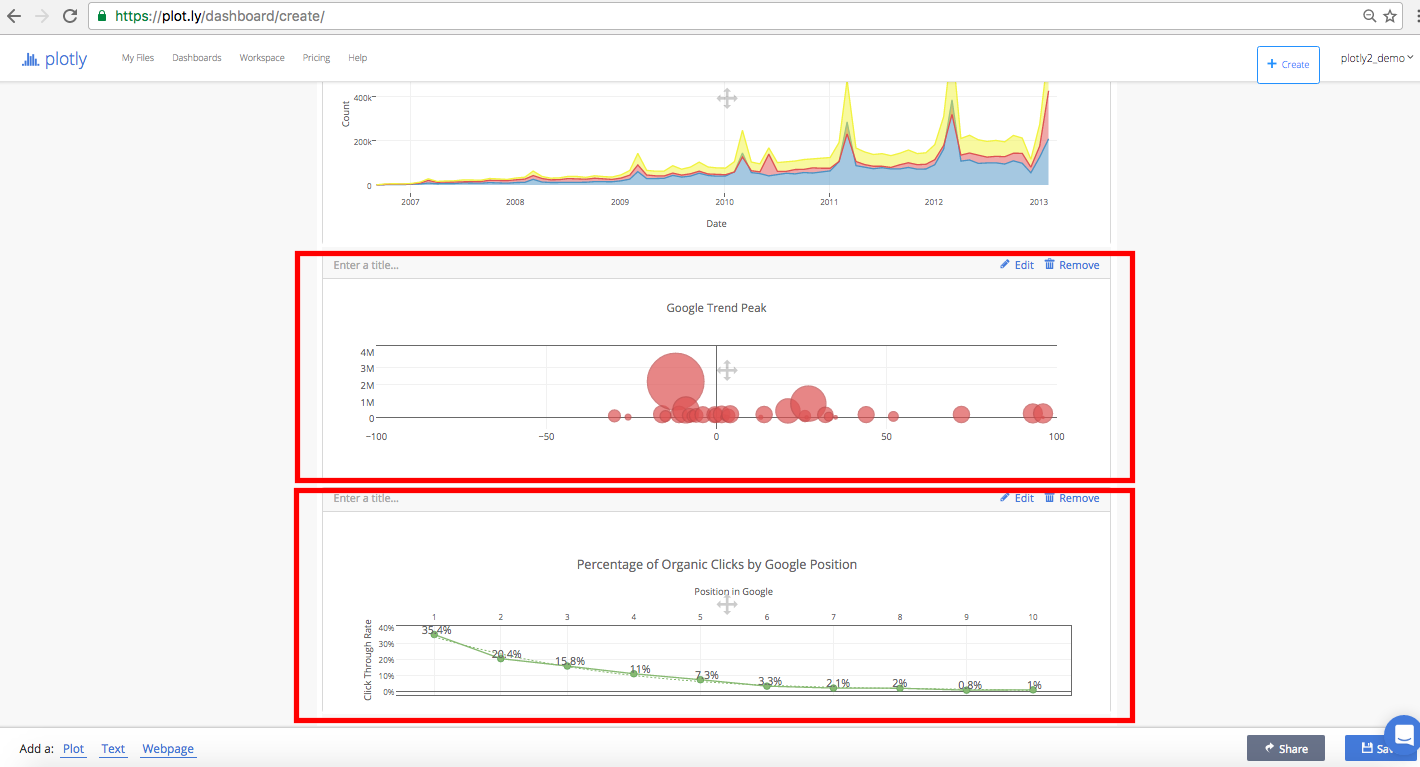 https://plot.ly/dashboard/create/
plotly My Files Dashboards Workspace Pricing Help + Create plotly2_demo
400k
200k
0
Count
2007 2008 2009 2010 2011 2012 2013
Date
Enter a title... Edit Remove
Google Trend Peak
4M
3M
2M
1M
0
−100 −50 0 50 100
Enter a title... Edit Remove
Percentage of Organic Clicks by Google Position
Position in Google
1 2 3 4 5 6 7 8 9 10
40%
30%
20%
10%
0%
Click Through Rate
35.4% 20.4% 15.8% 11% 7.3% 3.3% 2.1% 2% 0.8% 1%
Add a: Plot Text Webpage Share